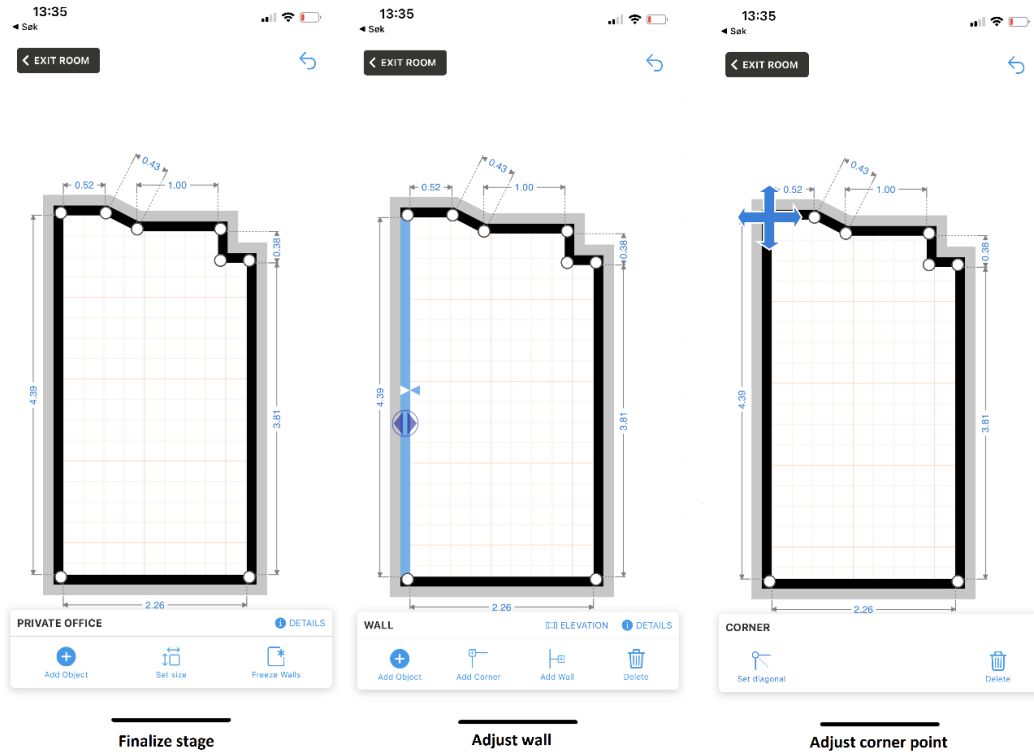 13:35
Søk
EXIT ROOM
0.43
0.52
1.00
0.38
4.39
3.81
2.26
PRIVATE OFFICE
DETAILS
Add Object
Set size
Freeze Walls
Finalize stage
13:35
Søk
EXIT ROOM
0.43
0.52
1.00
0.38
4.39
3.81
2.26
WALL
ELEVATION
DETAILS
Add Object
Add Corner
Add Wall
Delete
Adjust wall
13:35
Søk
EXIT ROOM
0.43
0.52
1.00
0.38
4.39
3.81
2.26
CORNER
Set diagonal
Delete
Adjust corner point